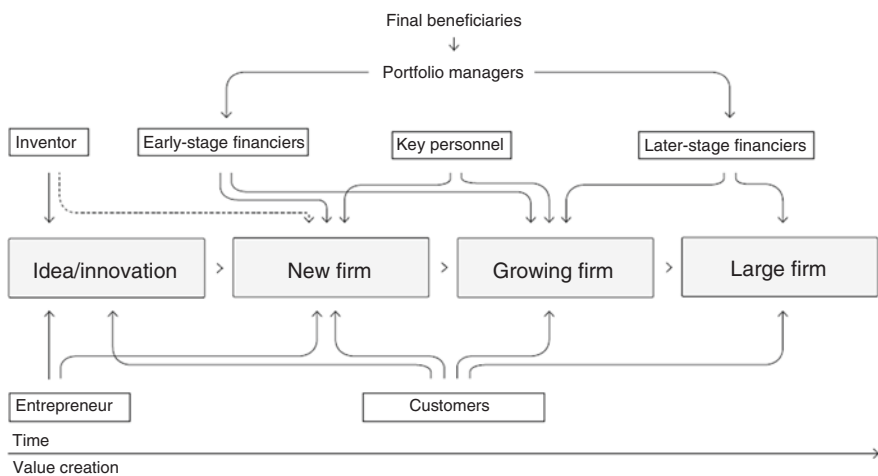 Final beneficiaries
Portfolio managers
Inventor
Early-stage financiers
Key personnel
Later-stage financiers
Idea/innovation
>
New firm
>
Growing firm
>
Large firm
Entrepreneur
Customers
Time
Value creation